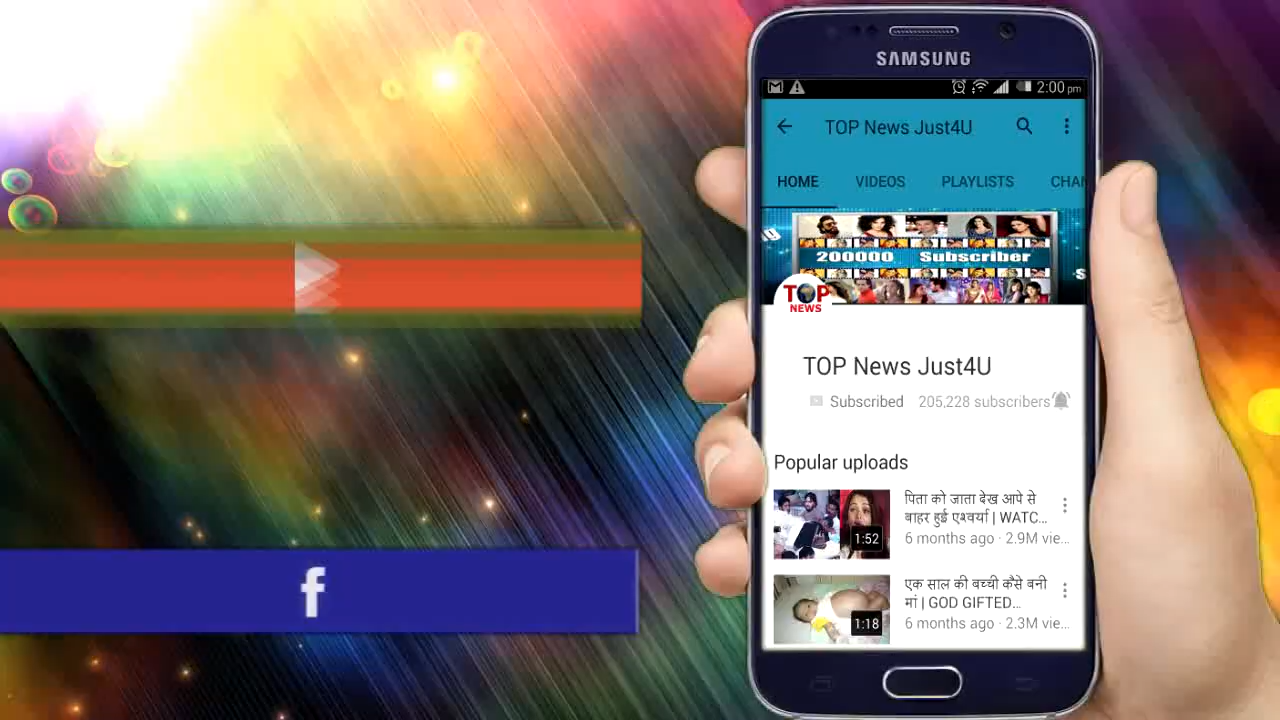 SAMSUNG
2:00 pm
TOP News Just4U
HOME VIDEOS PLAYLISTS CHAN
200000 Subscriber
TOP
NEWS
TOP News Just4U
Subscribed 205,228 subscribers
Popular uploads
पिता को जाता देख आपे से
बाहर हुई एश्वर्या | WATC...
6 months ago · 2.9M vie...
1:52
एक साल की बच्ची कैसे बनी
मां | GOD GIFTED...
6 months ago · 2.3M vie...
1:18
f